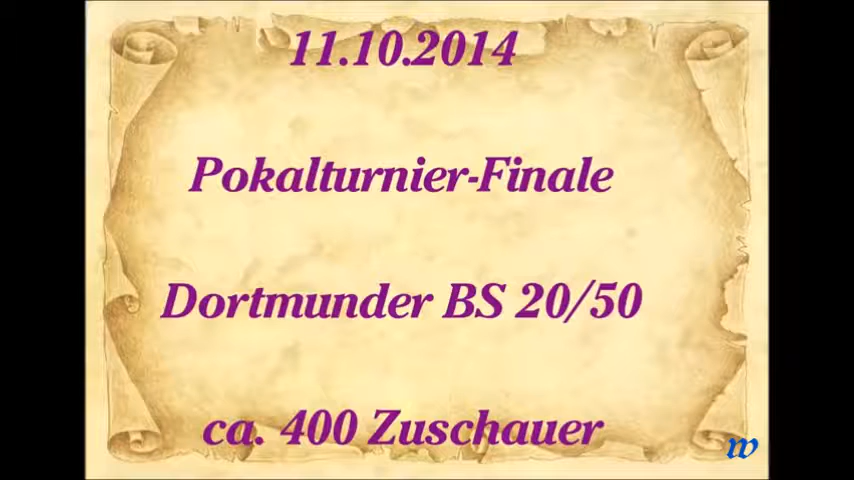 11.10.2014
Pokalturnier-Finale
Dortmunder BS 20/50
ca. 400 Zuschauer
w